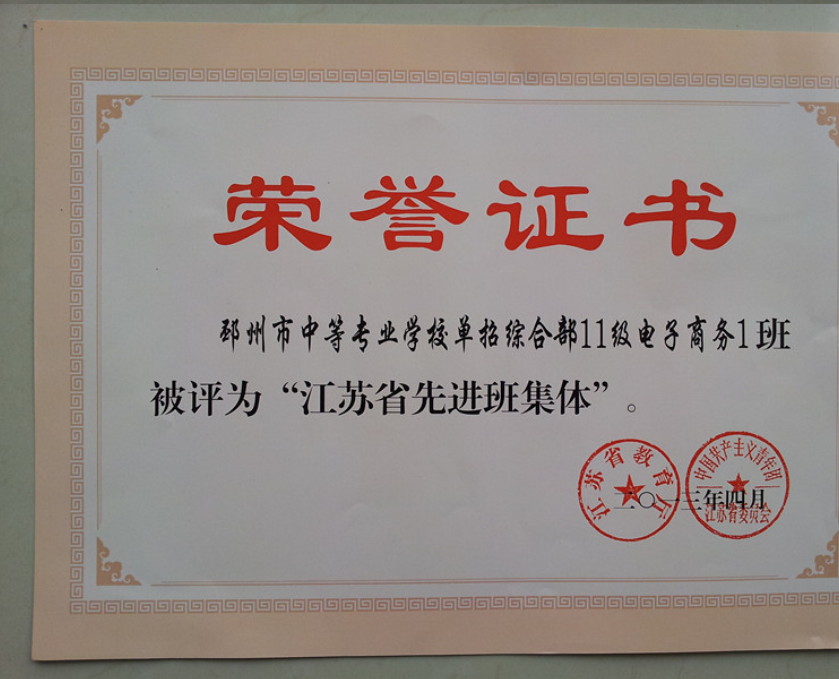 荣誉证书
邳州市中等专业学校单招综合部11级电子商务1班
被评为“江苏省先进班集体”。
江苏省教育厅
中国共产主义青年团
江苏省委员会
二〇一三年四月